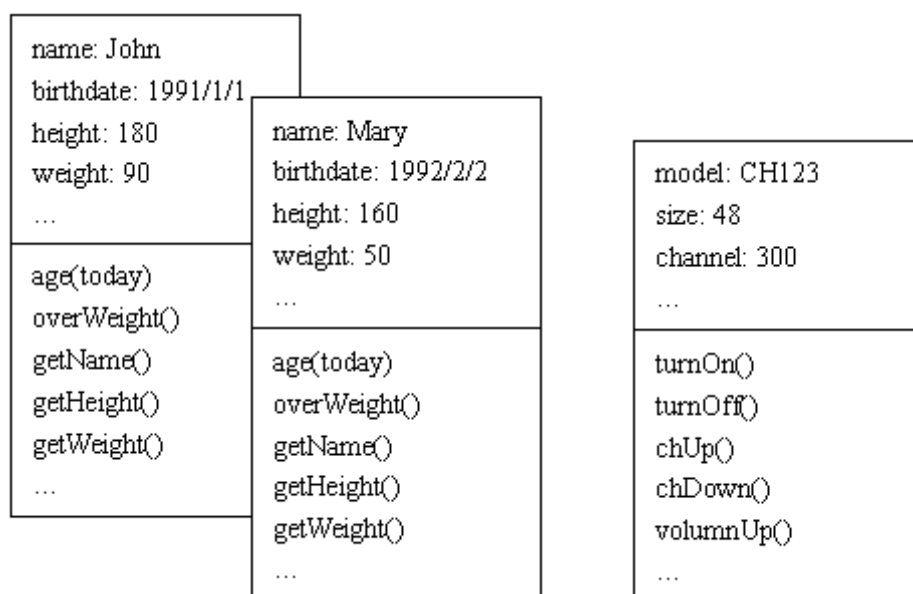 name: John
birthdate: 1991/1/1
height: 180
weight: 90
...
age(today)
overWeight()
getName()
getHeight()
getWeight()
...
name: Mary
birthdate: 1992/2/2
height: 160
weight: 50
...
age(today)
overWeight()
getName()
getHeight()
getWeight()
...
model: CH123
size: 48
channel: 300
...
turnOn()
turnOff()
chUp()
chDown()
volumnUp()
...